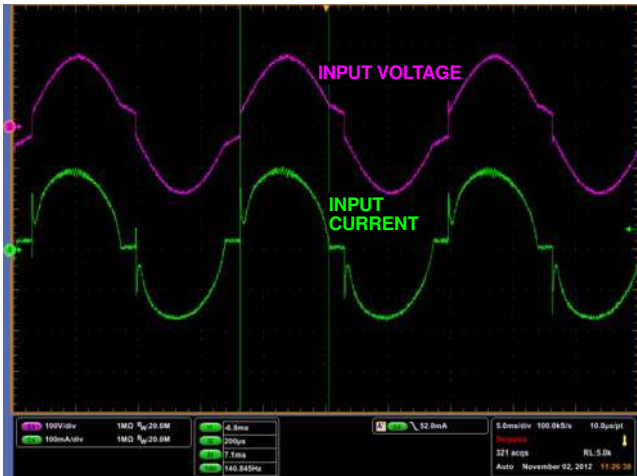 INPUT VOLTAGE
INPUT
CURRENT
100V/div 1MΩ BW:20.0M
100mA/div 1MΩ BW:20.0M
-6.9ms
200μs
7.1ms
140.845Hz
52.0mA
5.0ms/div 100.0kS/s 10.0μs/pt
Stopped
321 acqs RL:5.0k
Auto November 02, 2012